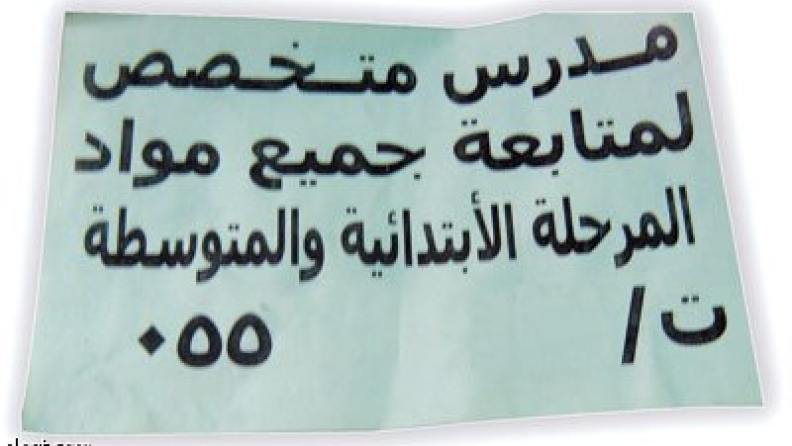 مدرس متخصص
لمتابعة جميع مواد
المرحلة الأبتدائية والمتوسطة
ت/ ٠٥٥